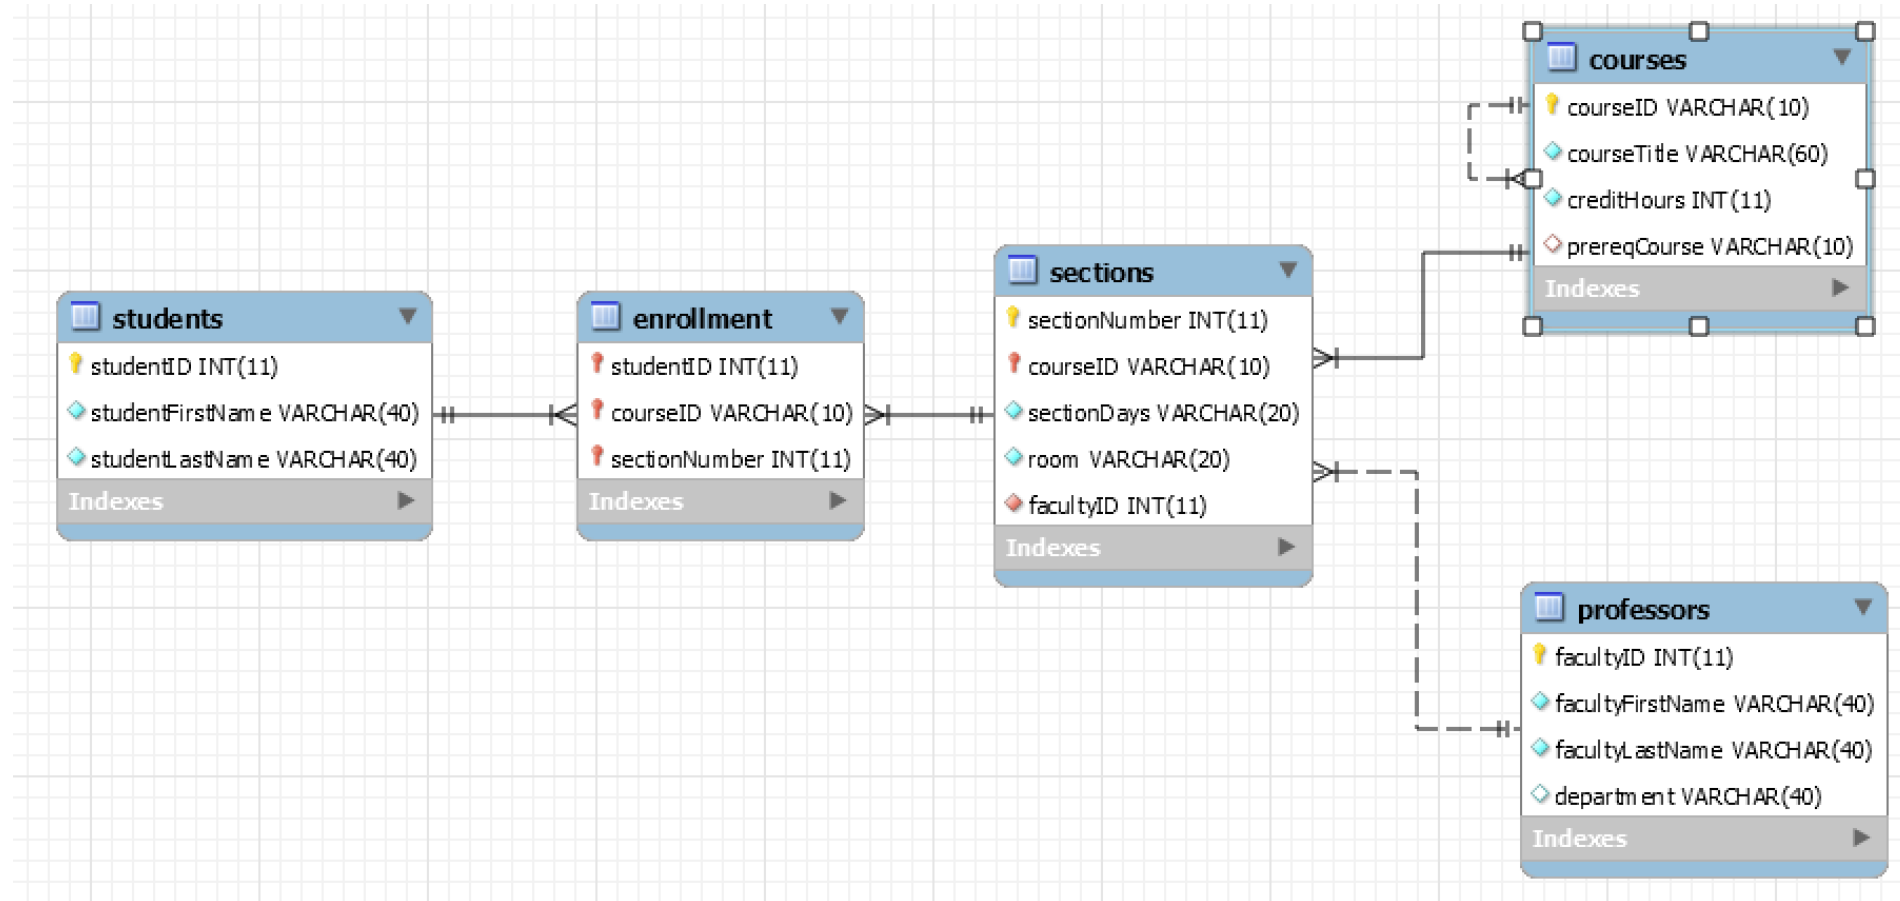 students
studentID INT(11)
studentFirstName VARCHAR(40)
studentLastName VARCHAR(40)
Indexes
enrollment
studentID INT(11)
courseID VARCHAR(10)
sectionNumber INT(11)
Indexes
sections
sectionNumber INT(11)
courseID VARCHAR(10)
sectionDays VARCHAR(20)
room VARCHAR(20)
facultyID INT(11)
Indexes
courses
courseID VARCHAR(10)
courseTitle VARCHAR(60)
creditHours INT(11)
prereqCourse VARCHAR(10)
Indexes
professors
facultyID INT(11)
facultyFirstName VARCHAR(40)
facultyLastName VARCHAR(40)
department VARCHAR(40)
Indexes